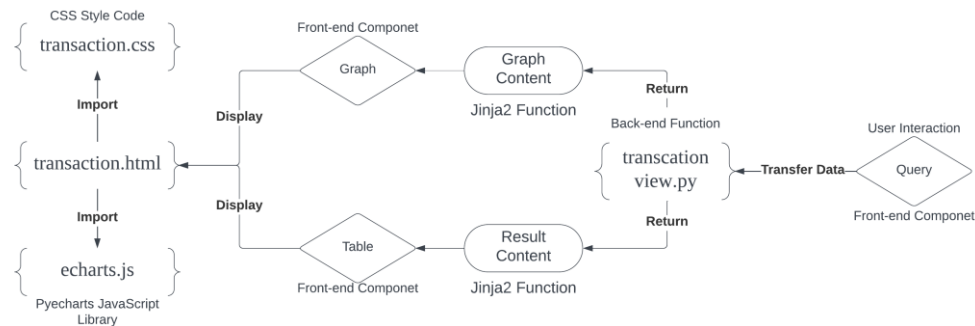 CSS Style Code
transaction.css
Import
transaction.html
Import
echarts.js
Pyecharts JavaScript
Library
Display
Display
Front-end Componet
Graph
Table
Front-end Componet
Graph
Content
Jinja2 Function
Result
Content
Jinja2 Function
Return
Back-end Function
transcation
view.py
Return
Transfer Data
User Interaction
Query
Front-end Componet